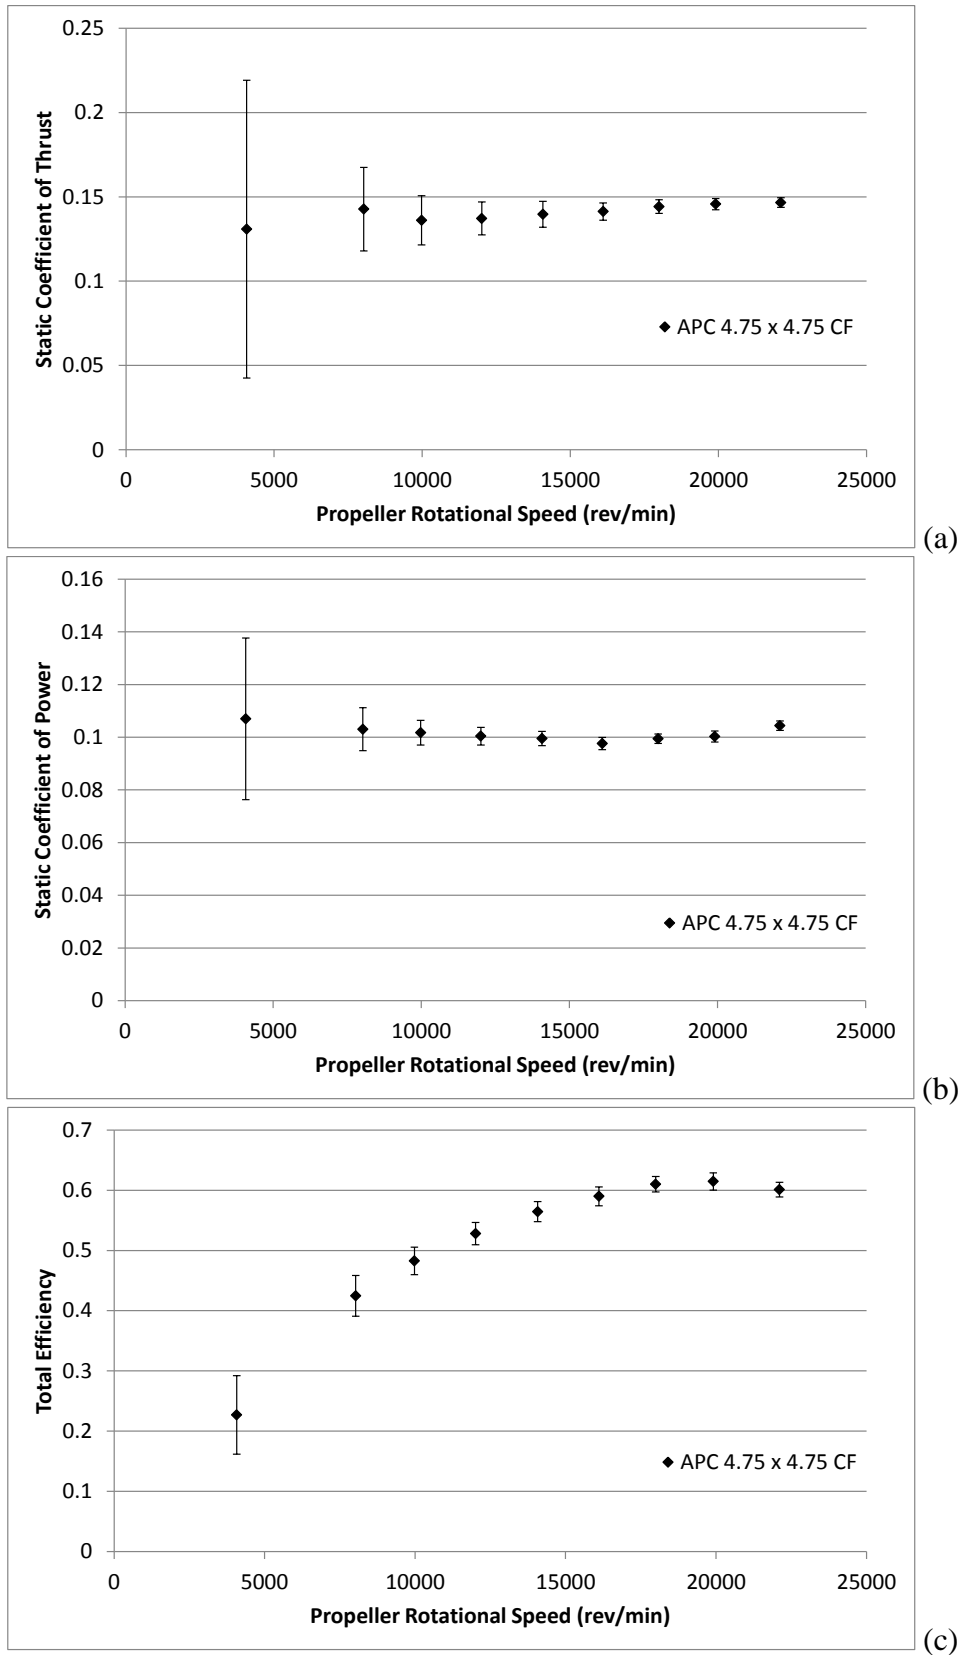 0.25
0.2
0.15
0.1
0.05
0
Static Coefficient of Thrust
APC 4.75 x 4.75 CF
0 5000 10000 15000 20000 25000
Propeller Rotational Speed (rev/min)
(a)
0.16
0.14
0.12
0.1
0.08
0.06
0.04
0.02
0
Static Coefficient of Power
APC 4.75 x 4.75 CF
0 5000 10000 15000 20000 25000
Propeller Rotational Speed (rev/min)
(b)
0.7
0.6
0.5
0.4
0.3
0.2
0.1
0
Total Efficiency
APC 4.75 x 4.75 CF
0 5000 10000 15000 20000 25000
Propeller Rotational Speed (rev/min)
(c)